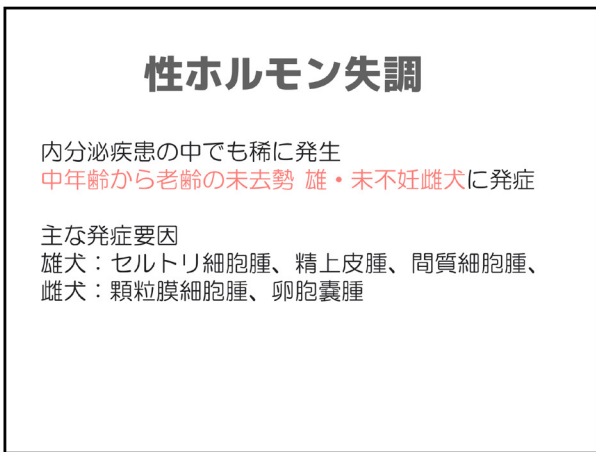 性ホルモン失調
内分泌疾患の中でも稀に発生
中年齢から老齢の未去勢 雄・未不妊雌犬に発症
主な発症要因
雄犬：セルトリ細胞腫、精上皮腫、間質細胞腫、
雌犬：顆粒膜細胞腫、卵胞嚢腫